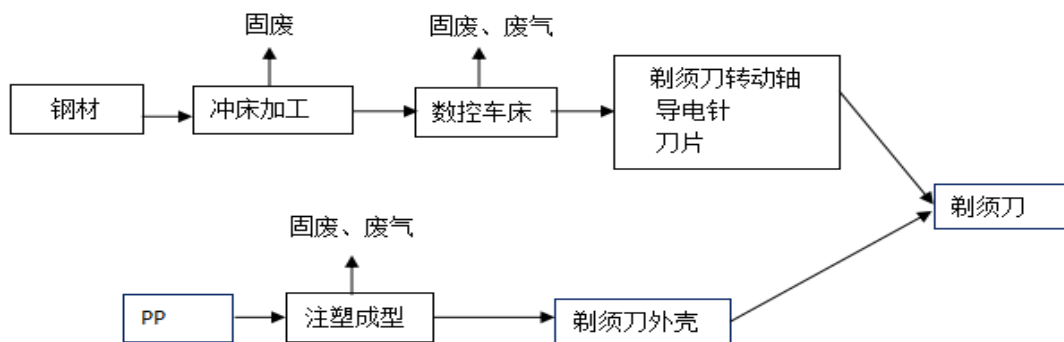 固废
固废、废气
钢材
冲床加工
数控车床
剃须刀转动轴
导电针
刀片
剃须刀
固废、废气
PP
注塑成型
剃须刀外壳